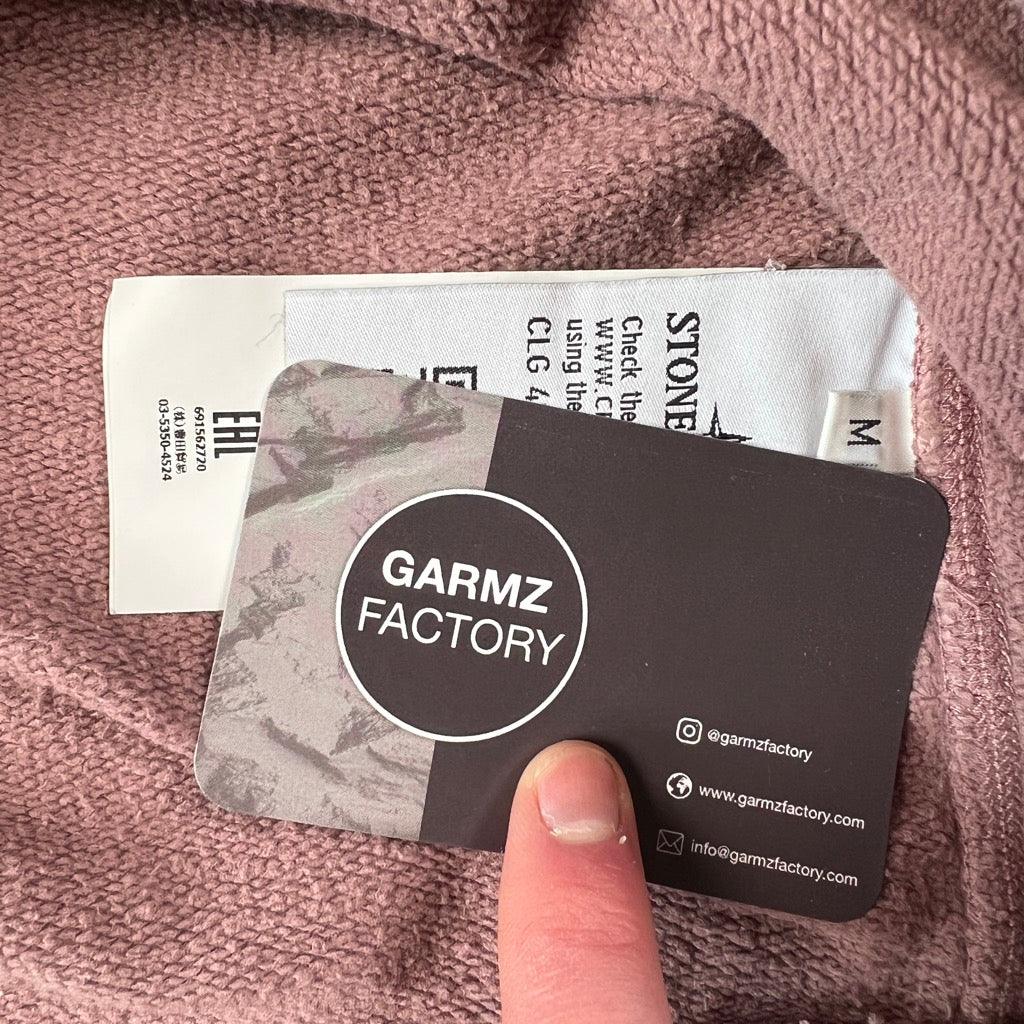 GARMZ
FACTORY
@garmzfactory
www.garmzfactory.com
info@garmzfactory.com
STONE
Check the
www.c
using the
CLG 4
M
EAC
691562720
03-5350-4524